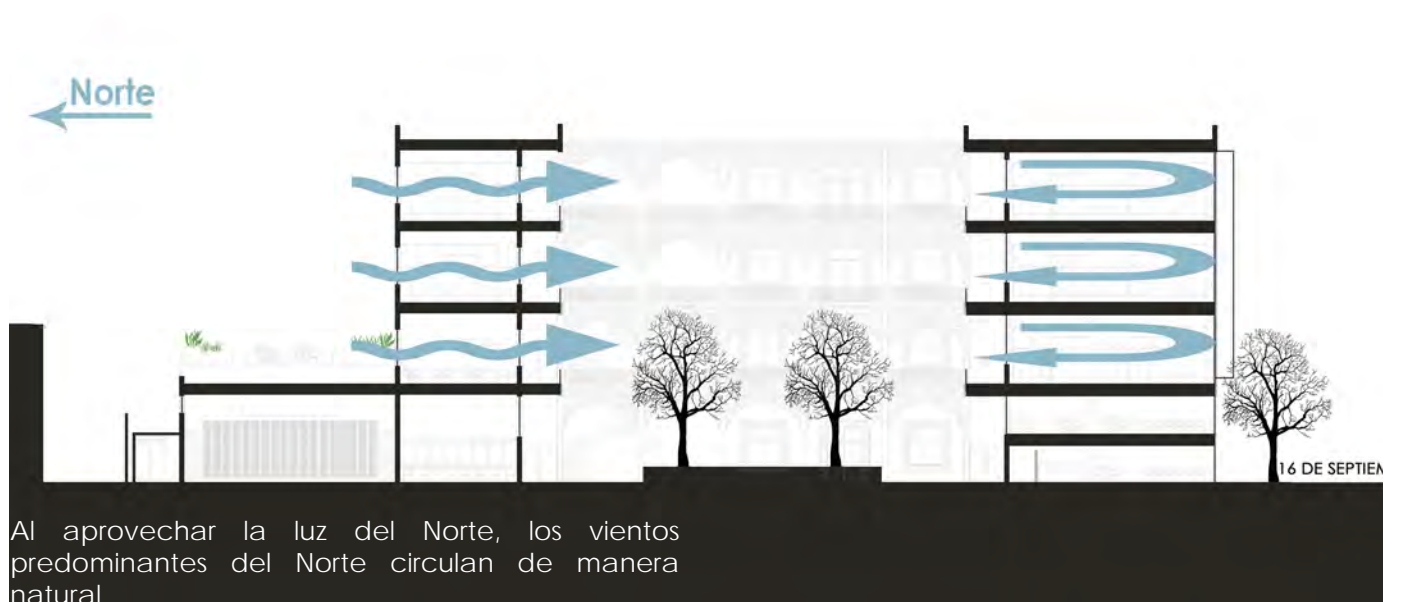 Norte
16 DE SEPTIEM
Al aprovechar la luz del Norte, los vientos
predominantes del Norte circulan de manera
natural